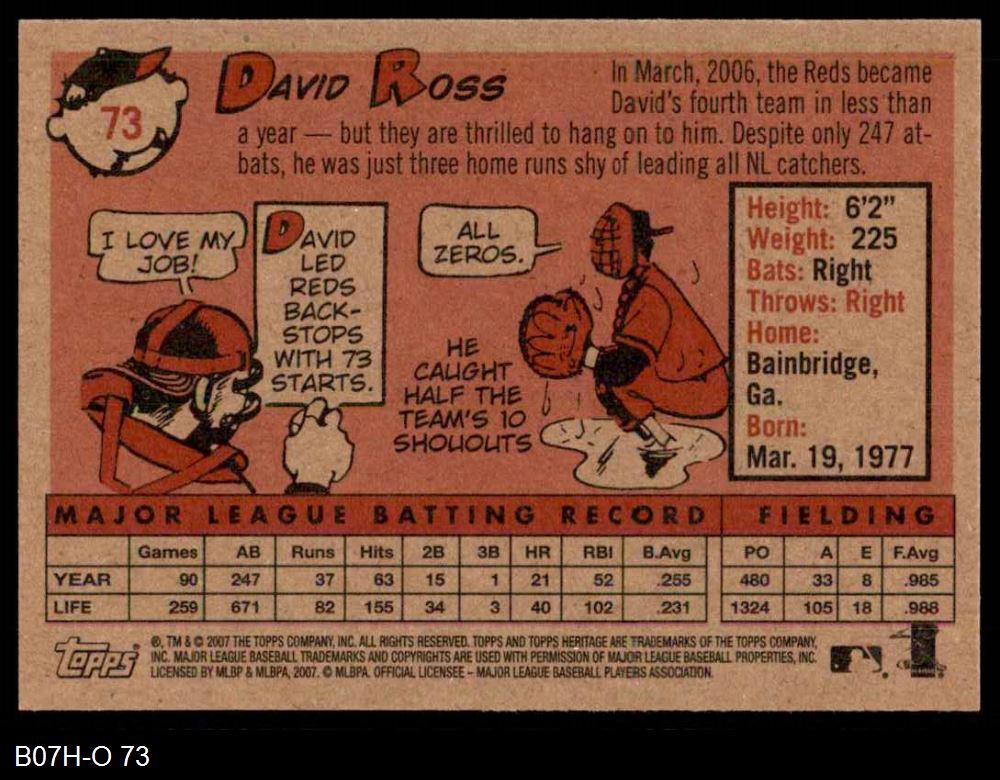 73
DAVID ROSS
In March, 2006, the Reds became
David's fourth team in less than
a year — but they are thrilled to hang on to him. Despite only 247 at-
bats, he was just three home runs shy of leading all NL catchers.
I LOVE MY
JOB!
DAVID
LED
REDS
BACK-
STOPS
WITH 73
STARTS.
ALL
ZEROS.
HE
CAUGHT
HALF THE
TEAM'S 10
SHOUOUTS
Height: 6'2"
Weight: 225
Bats: Right
Throws: Right
Home:
Bainbridge,
Ga.
Born:
Mar. 19, 1977
MAJOR LEAGUE BATTING RECORD FIELDING
Games AB Runs Hits 2B 3B HR RBI B.Avg PO A E F.Avg
YEAR 90 247 37 63 15 1 21 52 .255 480 33 8 .985
LIFE 259 671 82 155 34 3 40 102 .231 1324 105 18 .988
Topps
®, TM & © 2007 THE TOPPS COMPANY, INC. ALL RIGHTS RESERVED. TOPPS AND TOPPS HERITAGE ARE TRADEMARKS OF THE TOPPS COMPANY,
INC. MAJOR LEAGUE BASEBALL TRADEMARKS AND COPYRIGHTS ARE USED WITH PERMISSION OF MAJOR LEAGUE BASEBALL PROPERTIES, INC.
LICENSED BY MLBP & MLBPA, 2007. © MLBPA. OFFICIAL LICENSEE – MAJOR LEAGUE BASEBALL PLAYERS ASSOCIATION.
B07H-O 73